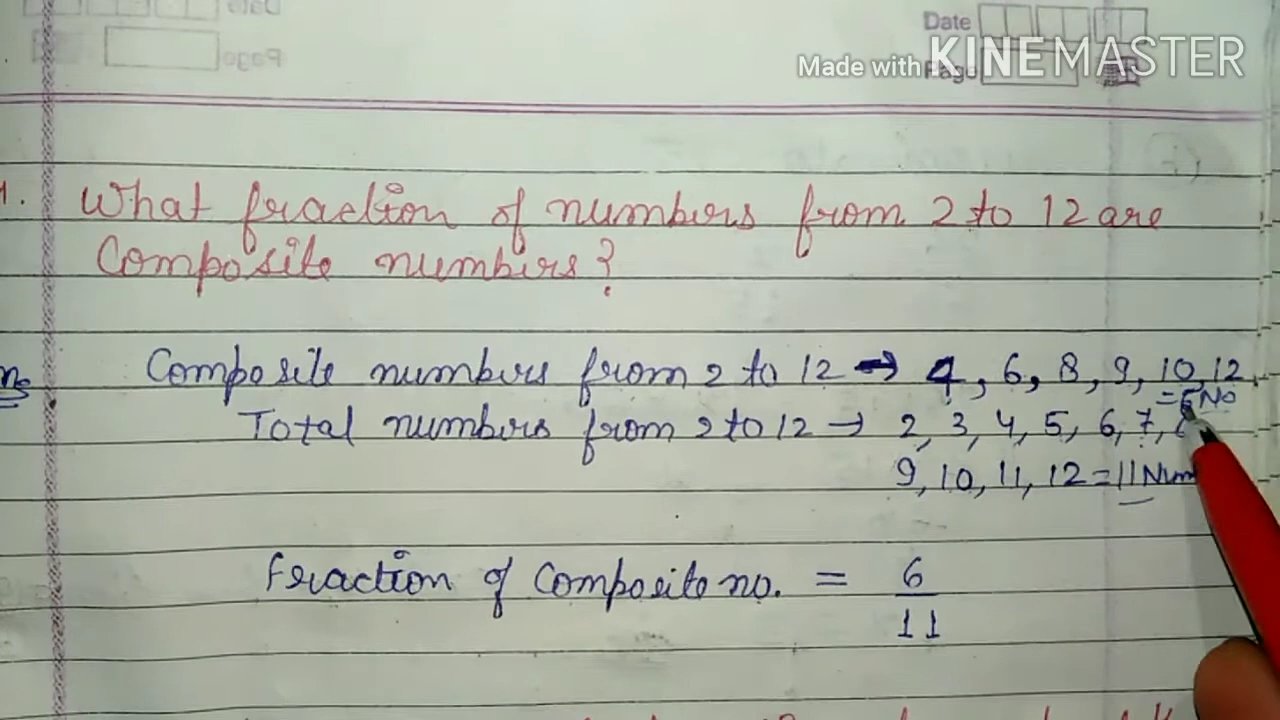 Date
Made with KINEMASTER
Page
1. What fraction of numbers from 2 to 12 are
Composite numbers?
Composite numbers from 2 to 12 → 4, 6, 8, 9, 10, 12
= 6 No
Total numbers from 2 to 12 → 2, 3, 4, 5, 6, 7,
9, 10, 11, 12 = 11 Num
Fraction of Composite no. = 6
11